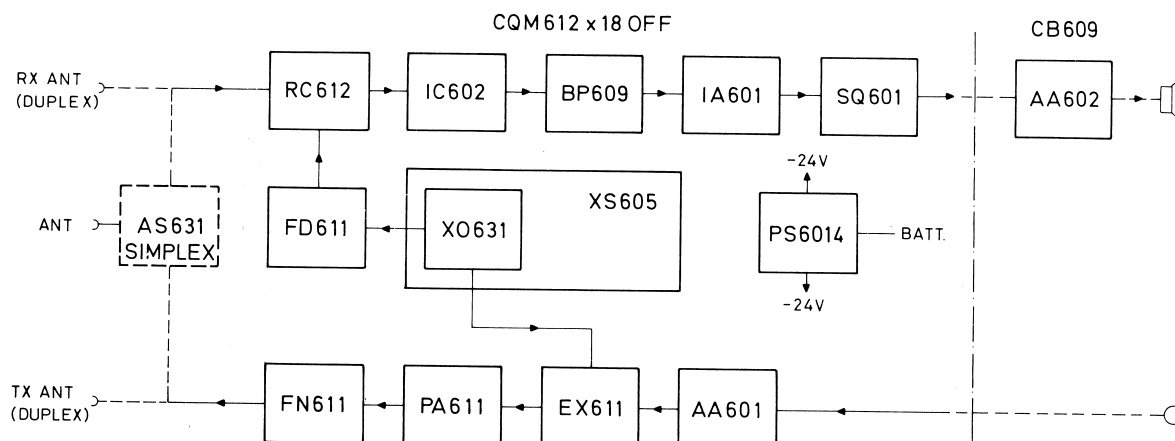 CQM612 x 18 OFF
CB609
RX ANT
(DUPLEX)
RC612
IC602
BP609
IA601
SQ601
AA602
-24V
ANT
AS631
SIMPLEX
FD611
XO631
XS605
PS6014
BATT.
-24V
TX ANT
(DUPLEX)
FN611
PA611
EX611
AA601